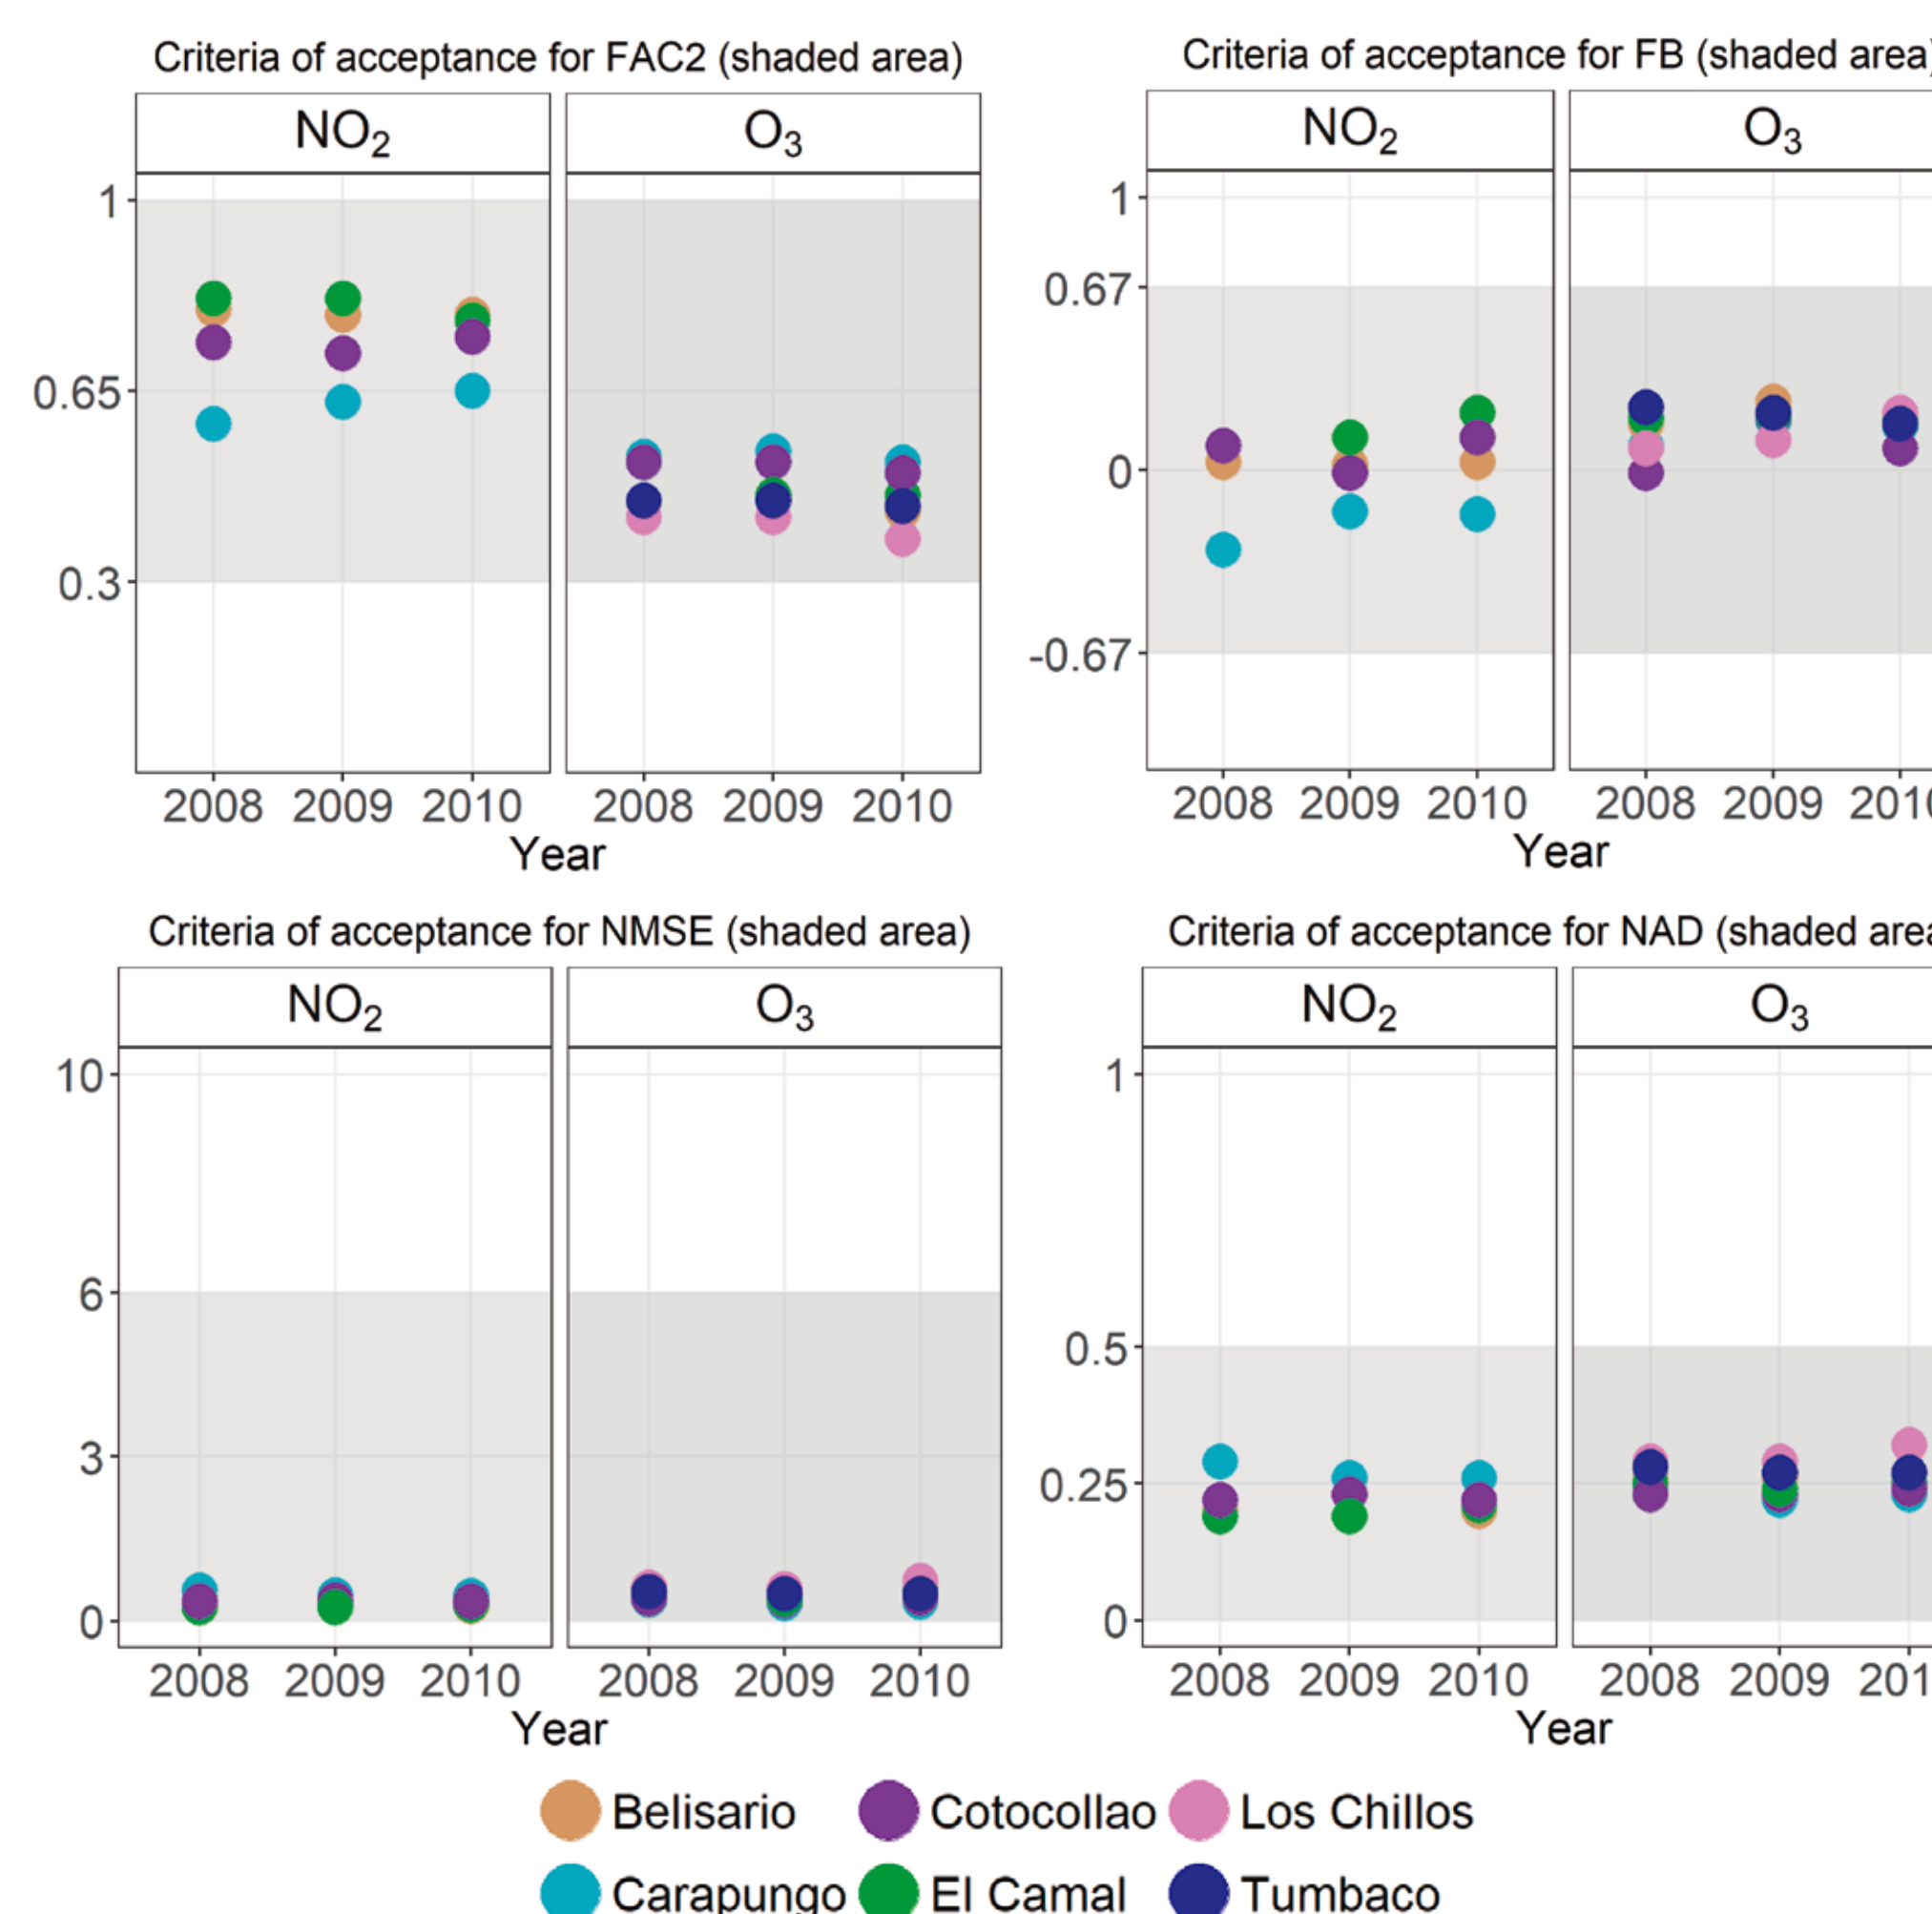 Criteria of acceptance for FAC2 (shaded area)
NO2
O3
1
0.65
0.3
2008 2009 2010
2008 2009 2010
Year
Criteria of acceptance for FB (shaded area)
NO2
O3
1
0.67
0
-0.67
2008 2009 2010
2008 2009 2010
Year
Criteria of acceptance for NMSE (shaded area)
NO2
O3
10
6
3
0
2008 2009 2010
2008 2009 2010
Year
Criteria of acceptance for NAD (shaded area
NO2
O3
1
0.5
0.25
0
2008 2009 2010
2008 2009 201
Year
Belisario Cotocollao Los Chillos
Carapungo El Camal Tumbaco